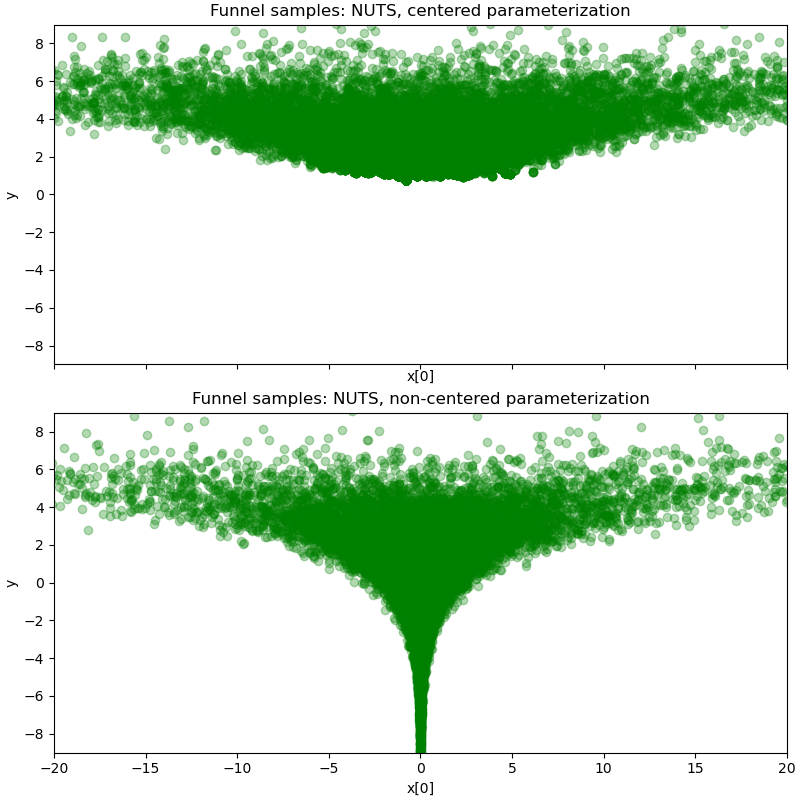 Funnel samples: NUTS, centered parameterization
8
6
4
2
0
−2
−4
−6
−8
y
x[0]
Funnel samples: NUTS, non-centered parameterization
8
6
4
2
0
−2
−4
−6
−8
y
−20 −15 −10 −5 0 5 10 15 20
x[0]